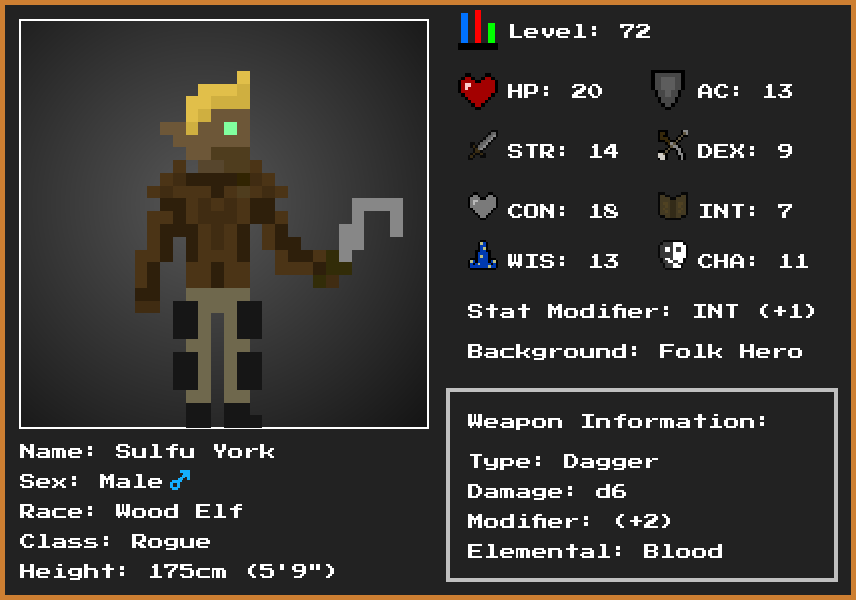 Level: 72
HP: 20
AC: 13
STR: 14
DEX: 9
CON: 18
INT: 7
WIS: 13
CHA: 11
Stat Modifier: INT (+1)
Background: Folk Hero
Weapon Information:
Type: Dagger
Damage: d6
Modifier: (+2)
Elemental: Blood
Name: Sulfu York
Sex: Male ♂
Race: Wood Elf
Class: Rogue
Height: 175cm (5'9")